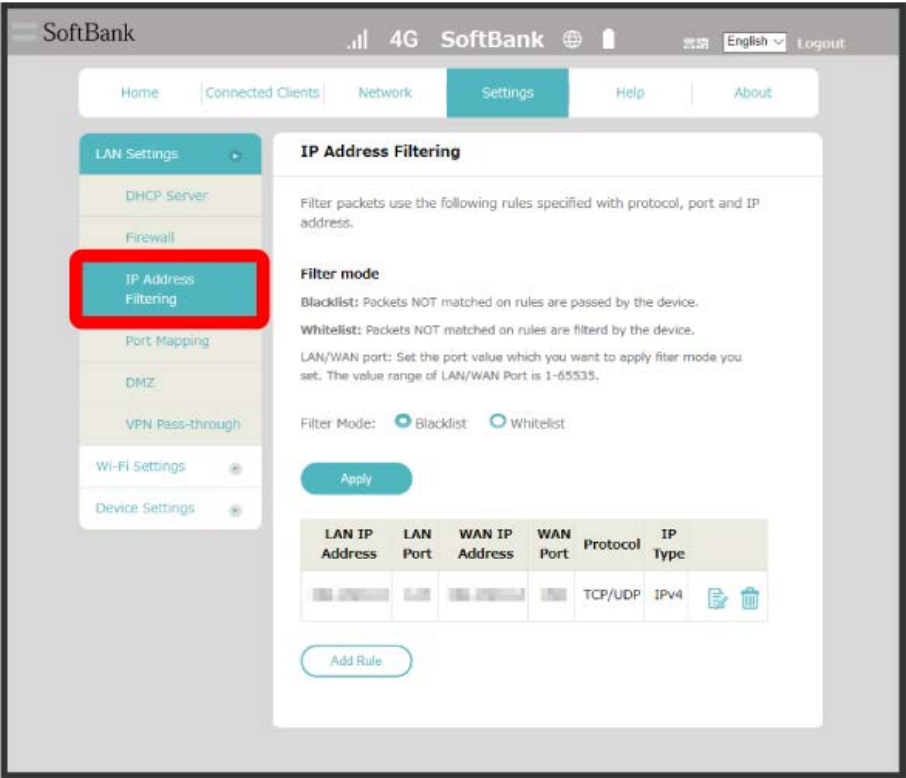 SoftBank
4G SoftBank
言語 English Logout
Home Connected Clients Network Settings Help About
LAN Settings
DHCP Server
Firewall
IP Address
Filtering
Port Mapping
DMZ
VPN Pass-through
Wi-Fi Settings
Device Settings
IP Address Filtering
Filter packets use the following rules specified with protocol, port and IP
address.
Filter mode
Blacklist: Packets NOT matched on rules are passed by the device.
Whitelist: Packets NOT matched on rules are filterd by the device.
LAN/WAN port: Set the port value which you want to apply fiter mode you
set. The value range of LAN/WAN Port is 1-65535.
Filter Mode: Blacklist Whitelist
Apply
LAN IP Address LAN Port WAN IP Address WAN Port Protocol IP Type
TCP/UDP IPv4
Add Rule